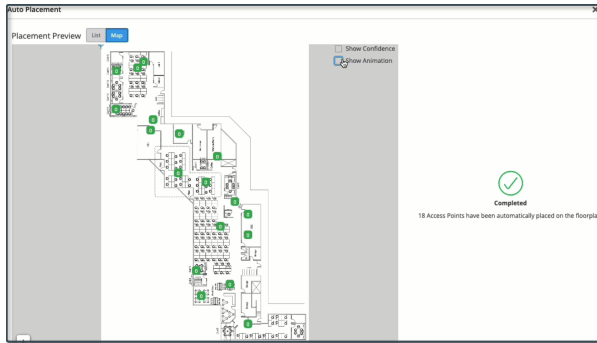 Auto Placement
Placement Preview List Map
Show Confidence
Show Animation
Completed
18 Access Points have been automatically placed on the floorpla